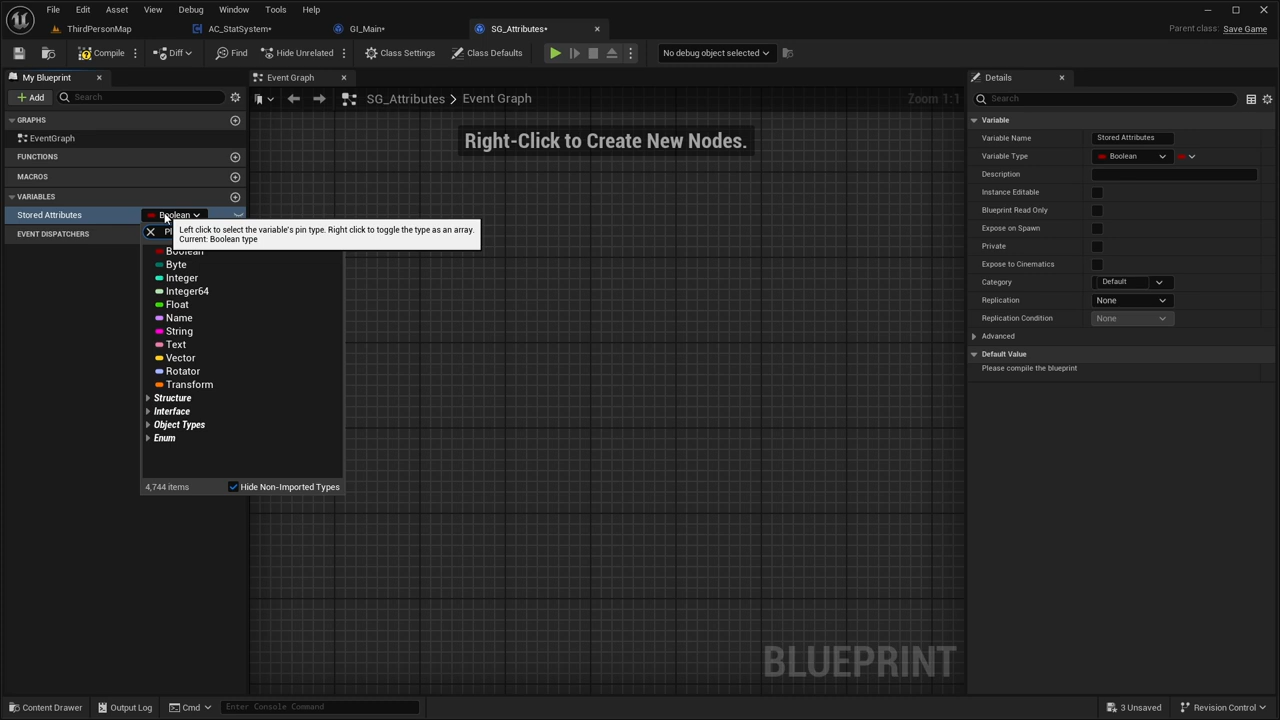 File Edit Asset View Debug Window Tools Help
ThirdPersonMap AC_StatSystem* GI_Main* SG_Attributes*
Parent class: Save Game
Compile Diff Find Hide Unrelated Class Settings Class Defaults No debug object selected
My Blueprint Event Graph Details
Add Search
SG_Attributes Event Graph Zoom 1:1
Search
GRAPHS
EventGraph
FUNCTIONS
MACROS
VARIABLES
Stored Attributes Boolean
EVENT DISPATCHERS
Left click to select the variable's pin type. Right click to toggle the type as an array.
Current: Boolean type
Boolean
Byte
Integer
Integer64
Float
Name
String
Text
Vector
Rotator
Transform
Structure
Interface
Object Types
Enum
4,744 items Hide Non-Imported Types
Right-Click to Create New Nodes.
BLUEPRINT
Variable
Variable Name Stored Attributes
Variable Type Boolean
Description
Instance Editable
Blueprint Read Only
Expose on Spawn
Private
Expose to Cinematics
Category Default
Replication None
Replication Condition None
Advanced
Default Value
Please compile the blueprint
Content Drawer Output Log Cmd Enter Console Command 3 Unsaved Revision Control